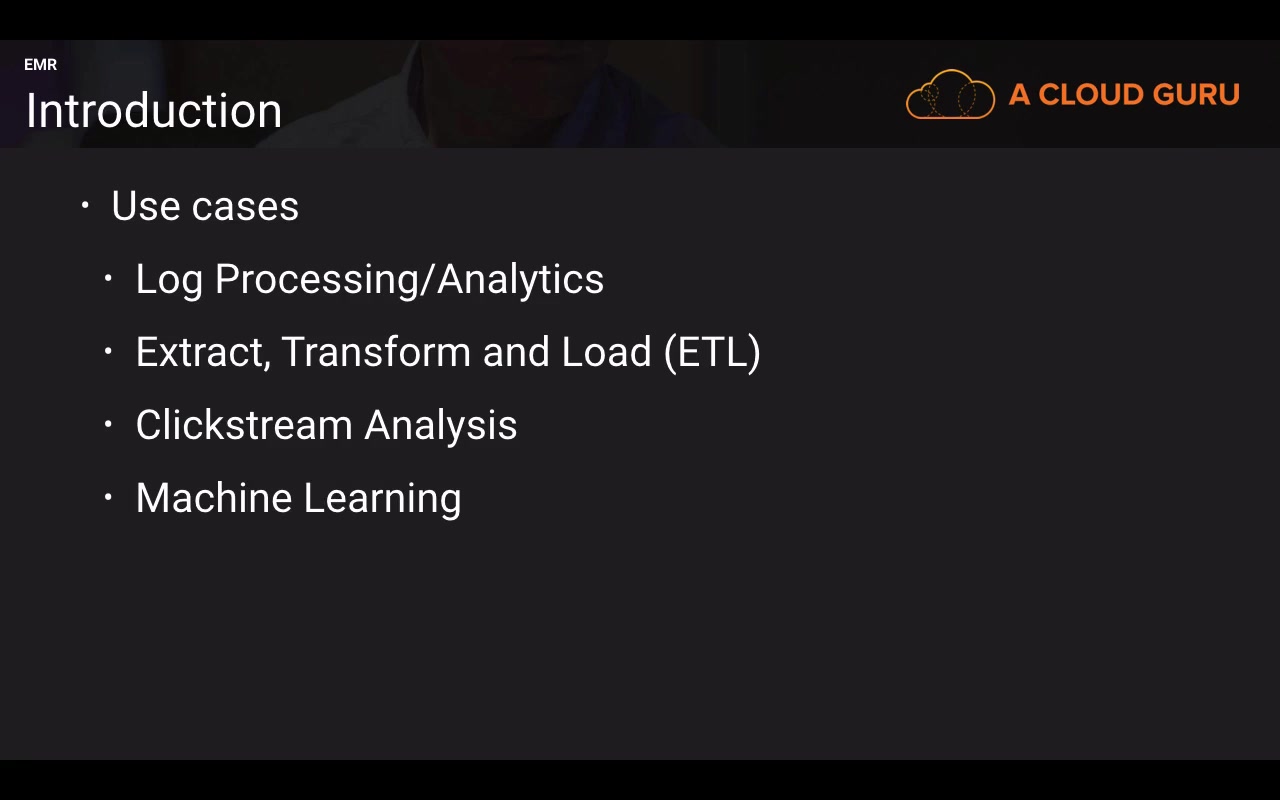 EMR
Introduction
A CLOUD GURU
• Use cases
• Log Processing/Analytics
• Extract, Transform and Load (ETL)
• Clickstream Analysis
• Machine Learning